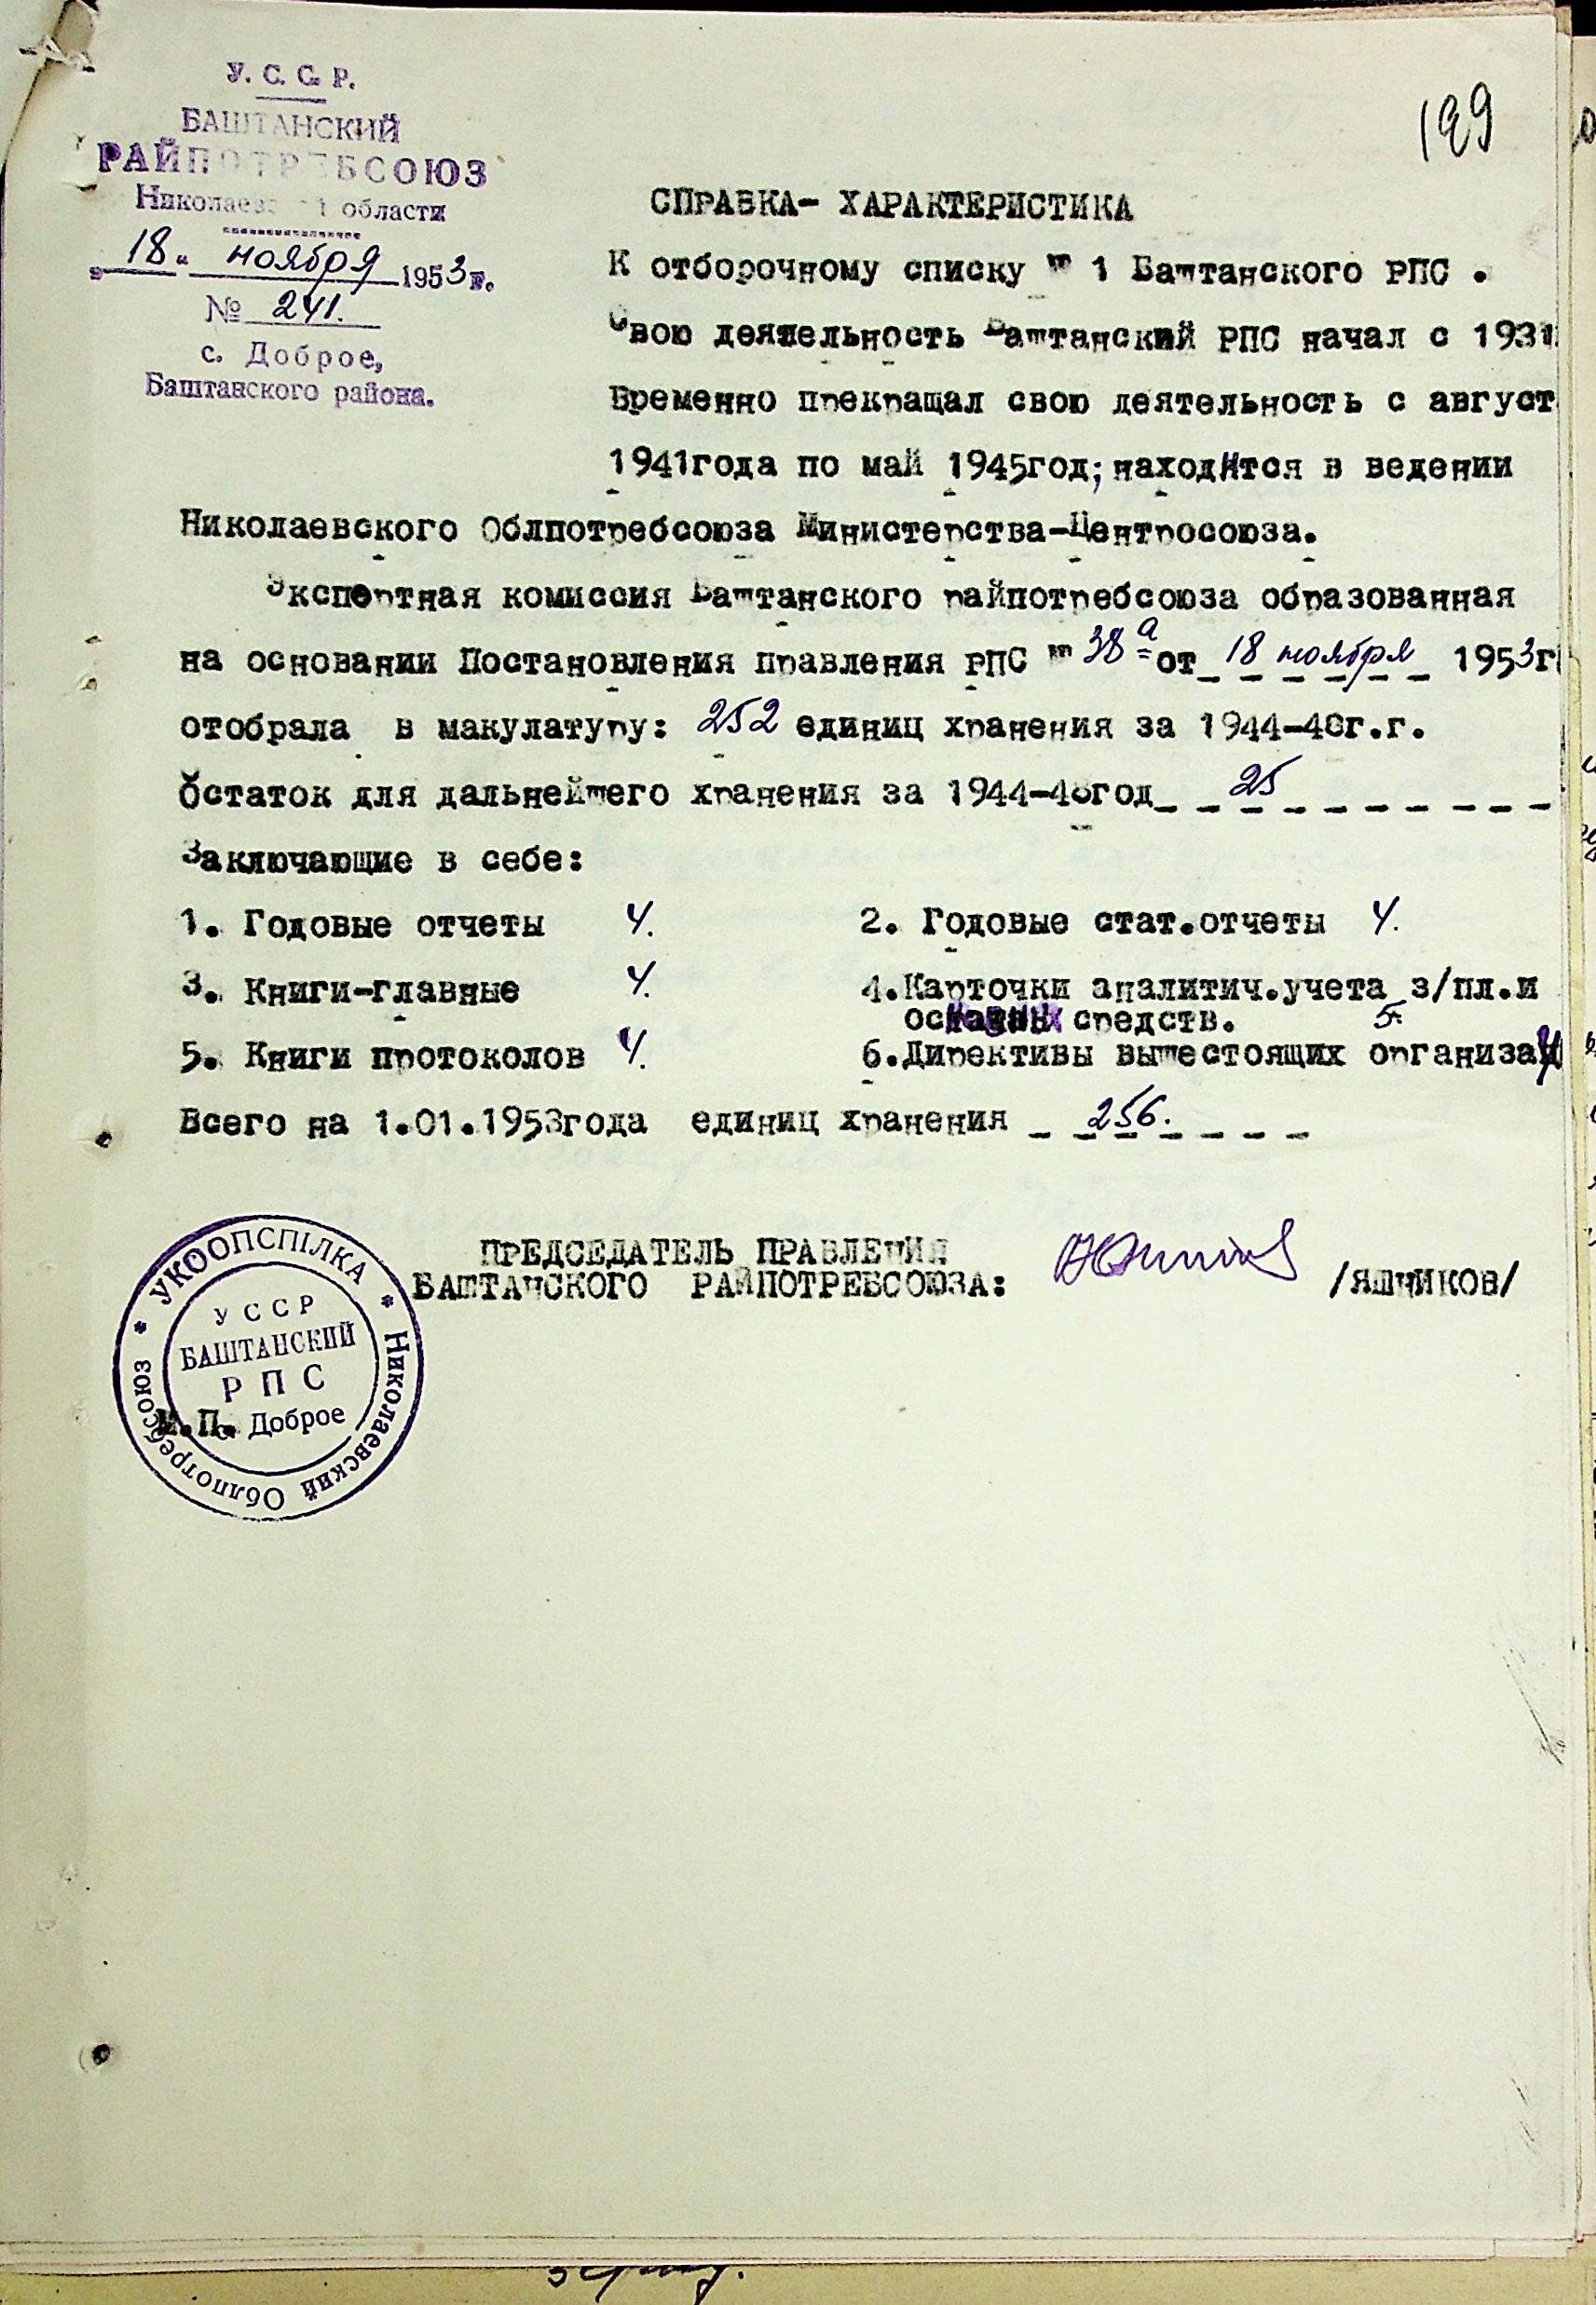 У. С. С. Р.
БАШТАНСКИЙ
РАЙПОТРЕБСОЮЗ
Николаевской области
„18" ноября 1953 г.
№ 241.
с. Доброе,
Баштанского района.
199
СПРАВКА- ХАРАКТЕРИСТИКА
К отборочному списку № 1 Баштанского РПС .
Свою деятельность Баштанский РПС начал с 1931
Временно прекращал свою деятельность с август
1941года по май 1945год; находится в ведении
Николаевского Облпотребсоюза Министерства-Центросоюза.
Экспертная комиссия Баштанского райпотребсоюза образованная
на основании Постановления правления РПС № 38а от 18 ноября 1953г
отобрала в макулатуру: 252 единиц хранения за 1944-48г.г.
Остаток для дальнейшего хранения за 1944-48год_ _ 25 _ _ _ _ _ _
Заключающие в себе:
1. Годовые отчеты 4. 2. Годовые стат.отчеты 4.
3. Книги-главные 4. 4.Карточки аналитич.учета з/пл.и
средств. 5.
5. Книги протоколов 4. 6.Директивы вышестоящих организац
Всего на 1.01.1953года единиц хранения _ 256. _ _ _
ПРЕДСЕДАТЕЛЬ ПРАВЛЕНИЯ
БАШТАНСКОГО РАЙПОТРЕБСОЮЗА: /ЯШНИКОВ/
* УКООПСПІЛКА * Николаевский Облпотребсоюз
УССР
БАШТАНСКИЙ
РПС
с. Доброе
М.П.